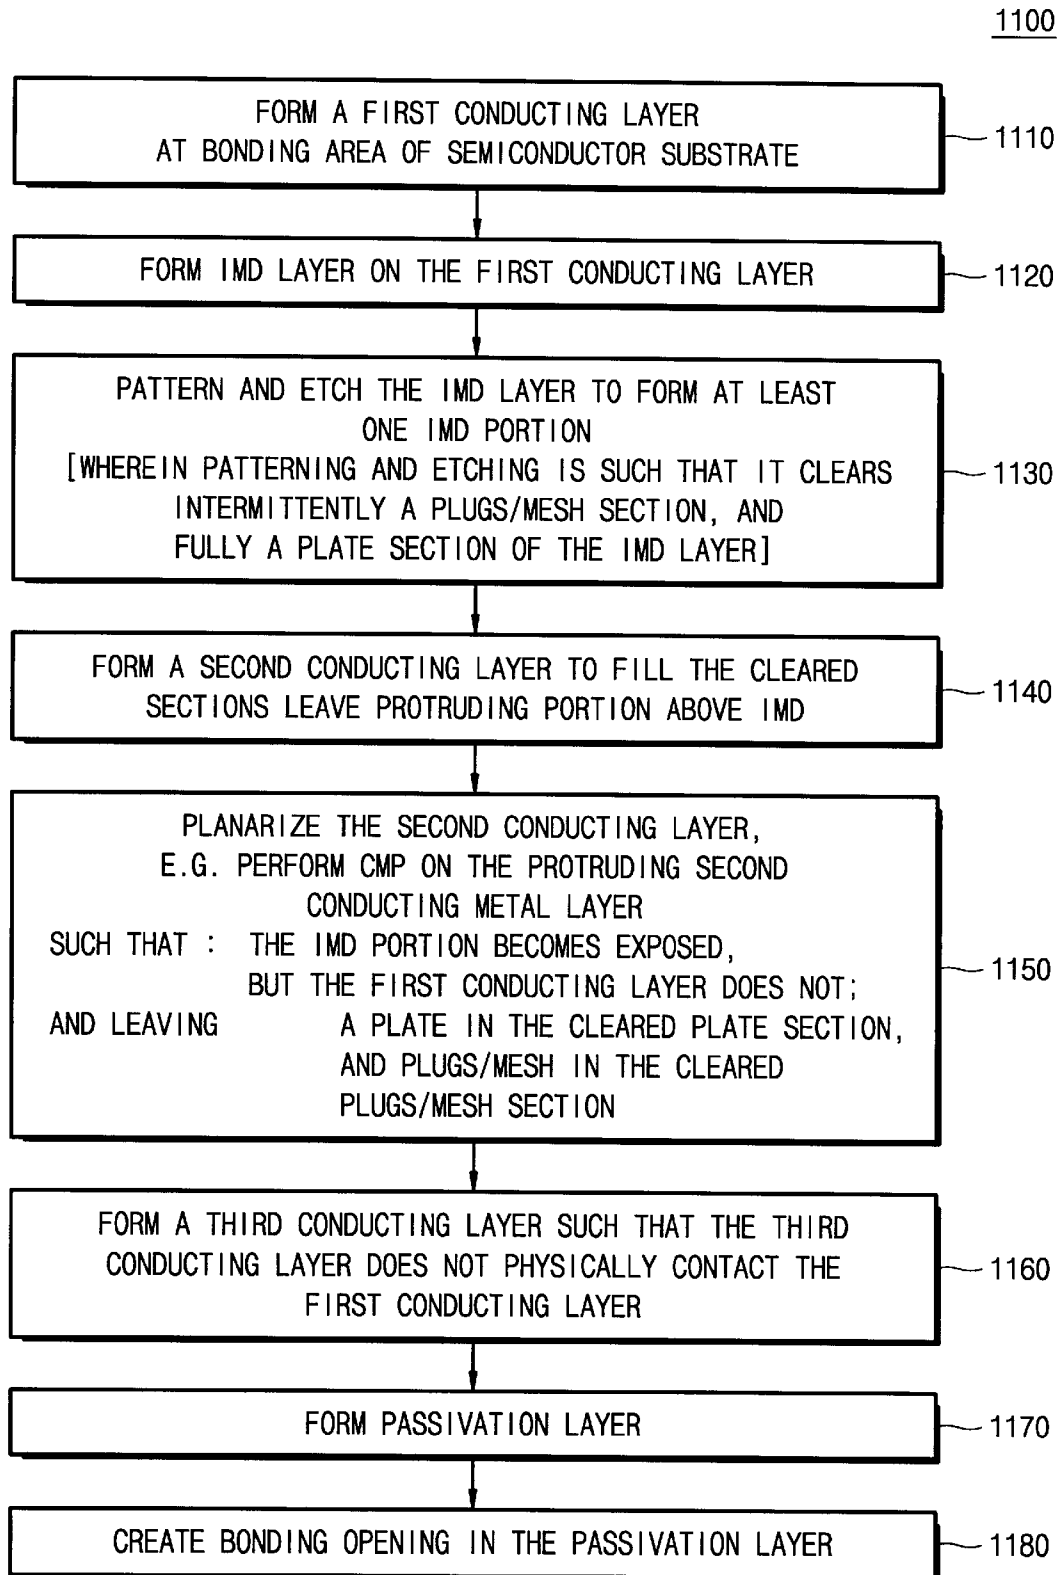 1100
FORM A FIRST CONDUCTING LAYER
AT BONDING AREA OF SEMICONDUCTOR SUBSTRATE
1110
FORM IMD LAYER ON THE FIRST CONDUCTING LAYER
1120
PATTERN AND ETCH THE IMD LAYER TO FORM AT LEAST
ONE IMD PORTION
[WHEREIN PATTERNING AND ETCHING IS SUCH THAT IT CLEARS
INTERMITTENTLY A PLUGS/MESH SECTION, AND
FULLY A PLATE SECTION OF THE IMD LAYER]
1130
FORM A SECOND CONDUCTING LAYER TO FILL THE CLEARED
SECTIONS LEAVE PROTRUDING PORTION ABOVE IMD
1140
PLANARIZE THE SECOND CONDUCTING LAYER,
E.G. PERFORM CMP ON THE PROTRUDING SECOND
CONDUCTING METAL LAYER
SUCH THAT : THE IMD PORTION BECOMES EXPOSED,
BUT THE FIRST CONDUCTING LAYER DOES NOT;
AND LEAVING A PLATE IN THE CLEARED PLATE SECTION,
AND PLUGS/MESH IN THE CLEARED
PLUGS/MESH SECTION
1150
FORM A THIRD CONDUCTING LAYER SUCH THAT THE THIRD
CONDUCTING LAYER DOES NOT PHYSICALLY CONTACT THE
FIRST CONDUCTING LAYER
1160
FORM PASSIVATION LAYER
1170
CREATE BONDING OPENING IN THE PASSIVATION LAYER
1180